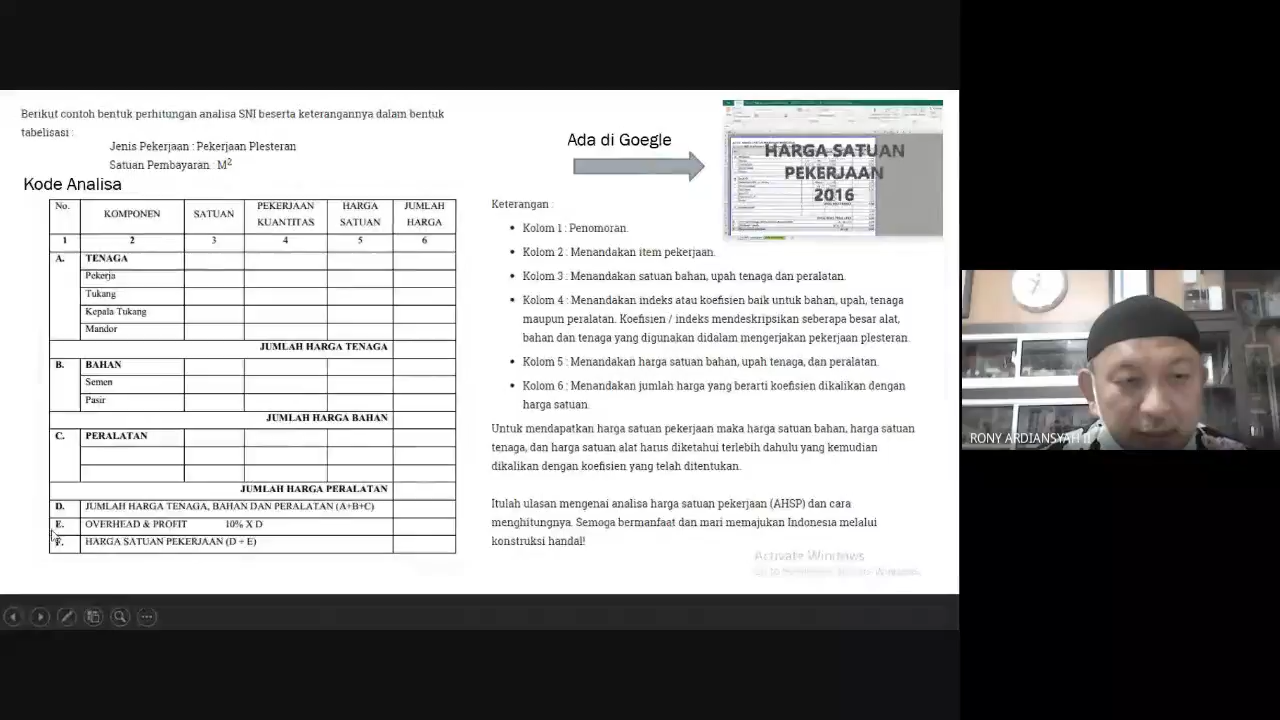 Berikut contoh bentuk perhitungan analisa SNI beserta keterangannya dalam bentuk
tabelisasi :
Jenis Pekerjaan : Pekerjaan Plesteran
Satuan Pembayaran : M2
Kode Analisa
No. KOMPONEN SATUAN PEKERJAAN KUANTITAS HARGA SATUAN JUMLAH HARGA
1 2 3 4 5 6
A. TENAGA
Pekerja
Tukang
Kepala Tukang
Mandor
JUMLAH HARGA TENAGA
B. BAHAN
Semen
Pasir
JUMLAH HARGA BAHAN
C. PERALATAN
JUMLAH HARGA PERALATAN
D. JUMLAH HARGA TENAGA, BAHAN DAN PERALATAN (A+B+C)
E. OVERHEAD & PROFIT 10% X D
F. HARGA SATUAN PEKERJAAN (D + E)
Ada di Goegle
HARGA SATUAN
PEKERJAAN
2016
Keterangan :
• Kolom 1 : Penomoran.
• Kolom 2 : Menandakan item pekerjaan.
• Kolom 3 : Menandakan satuan bahan, upah tenaga dan peralatan.
• Kolom 4 : Menandakan indeks atau koefisien baik untuk bahan, upah, tenaga
maupun peralatan. Koefisien / indeks mendeskripsikan seberapa besar alat,
bahan dan tenaga yang digunakan didalam mengerjakan pekerjaan plesteran.
• Kolom 5 : Menandakan harga satuan bahan, upah tenaga, dan peralatan.
• Kolom 6 : Menandakan jumlah harga yang berarti koefisien dikalikan dengan
harga satuan.
Untuk mendapatkan harga satuan pekerjaan maka harga satuan bahan, harga satuan
tenaga, dan harga satuan alat harus diketahui terlebih dahulu yang kemudian
dikalikan dengan koefisien yang telah ditentukan.
Itulah ulasan mengenai analisa harga satuan pekerjaan (AHSP) dan cara
menghitungnya. Semoga bermanfaat dan mari memajukan Indonesia melalui
konstruksi handal!
Activate Windows
RONY ARDIANSYAH